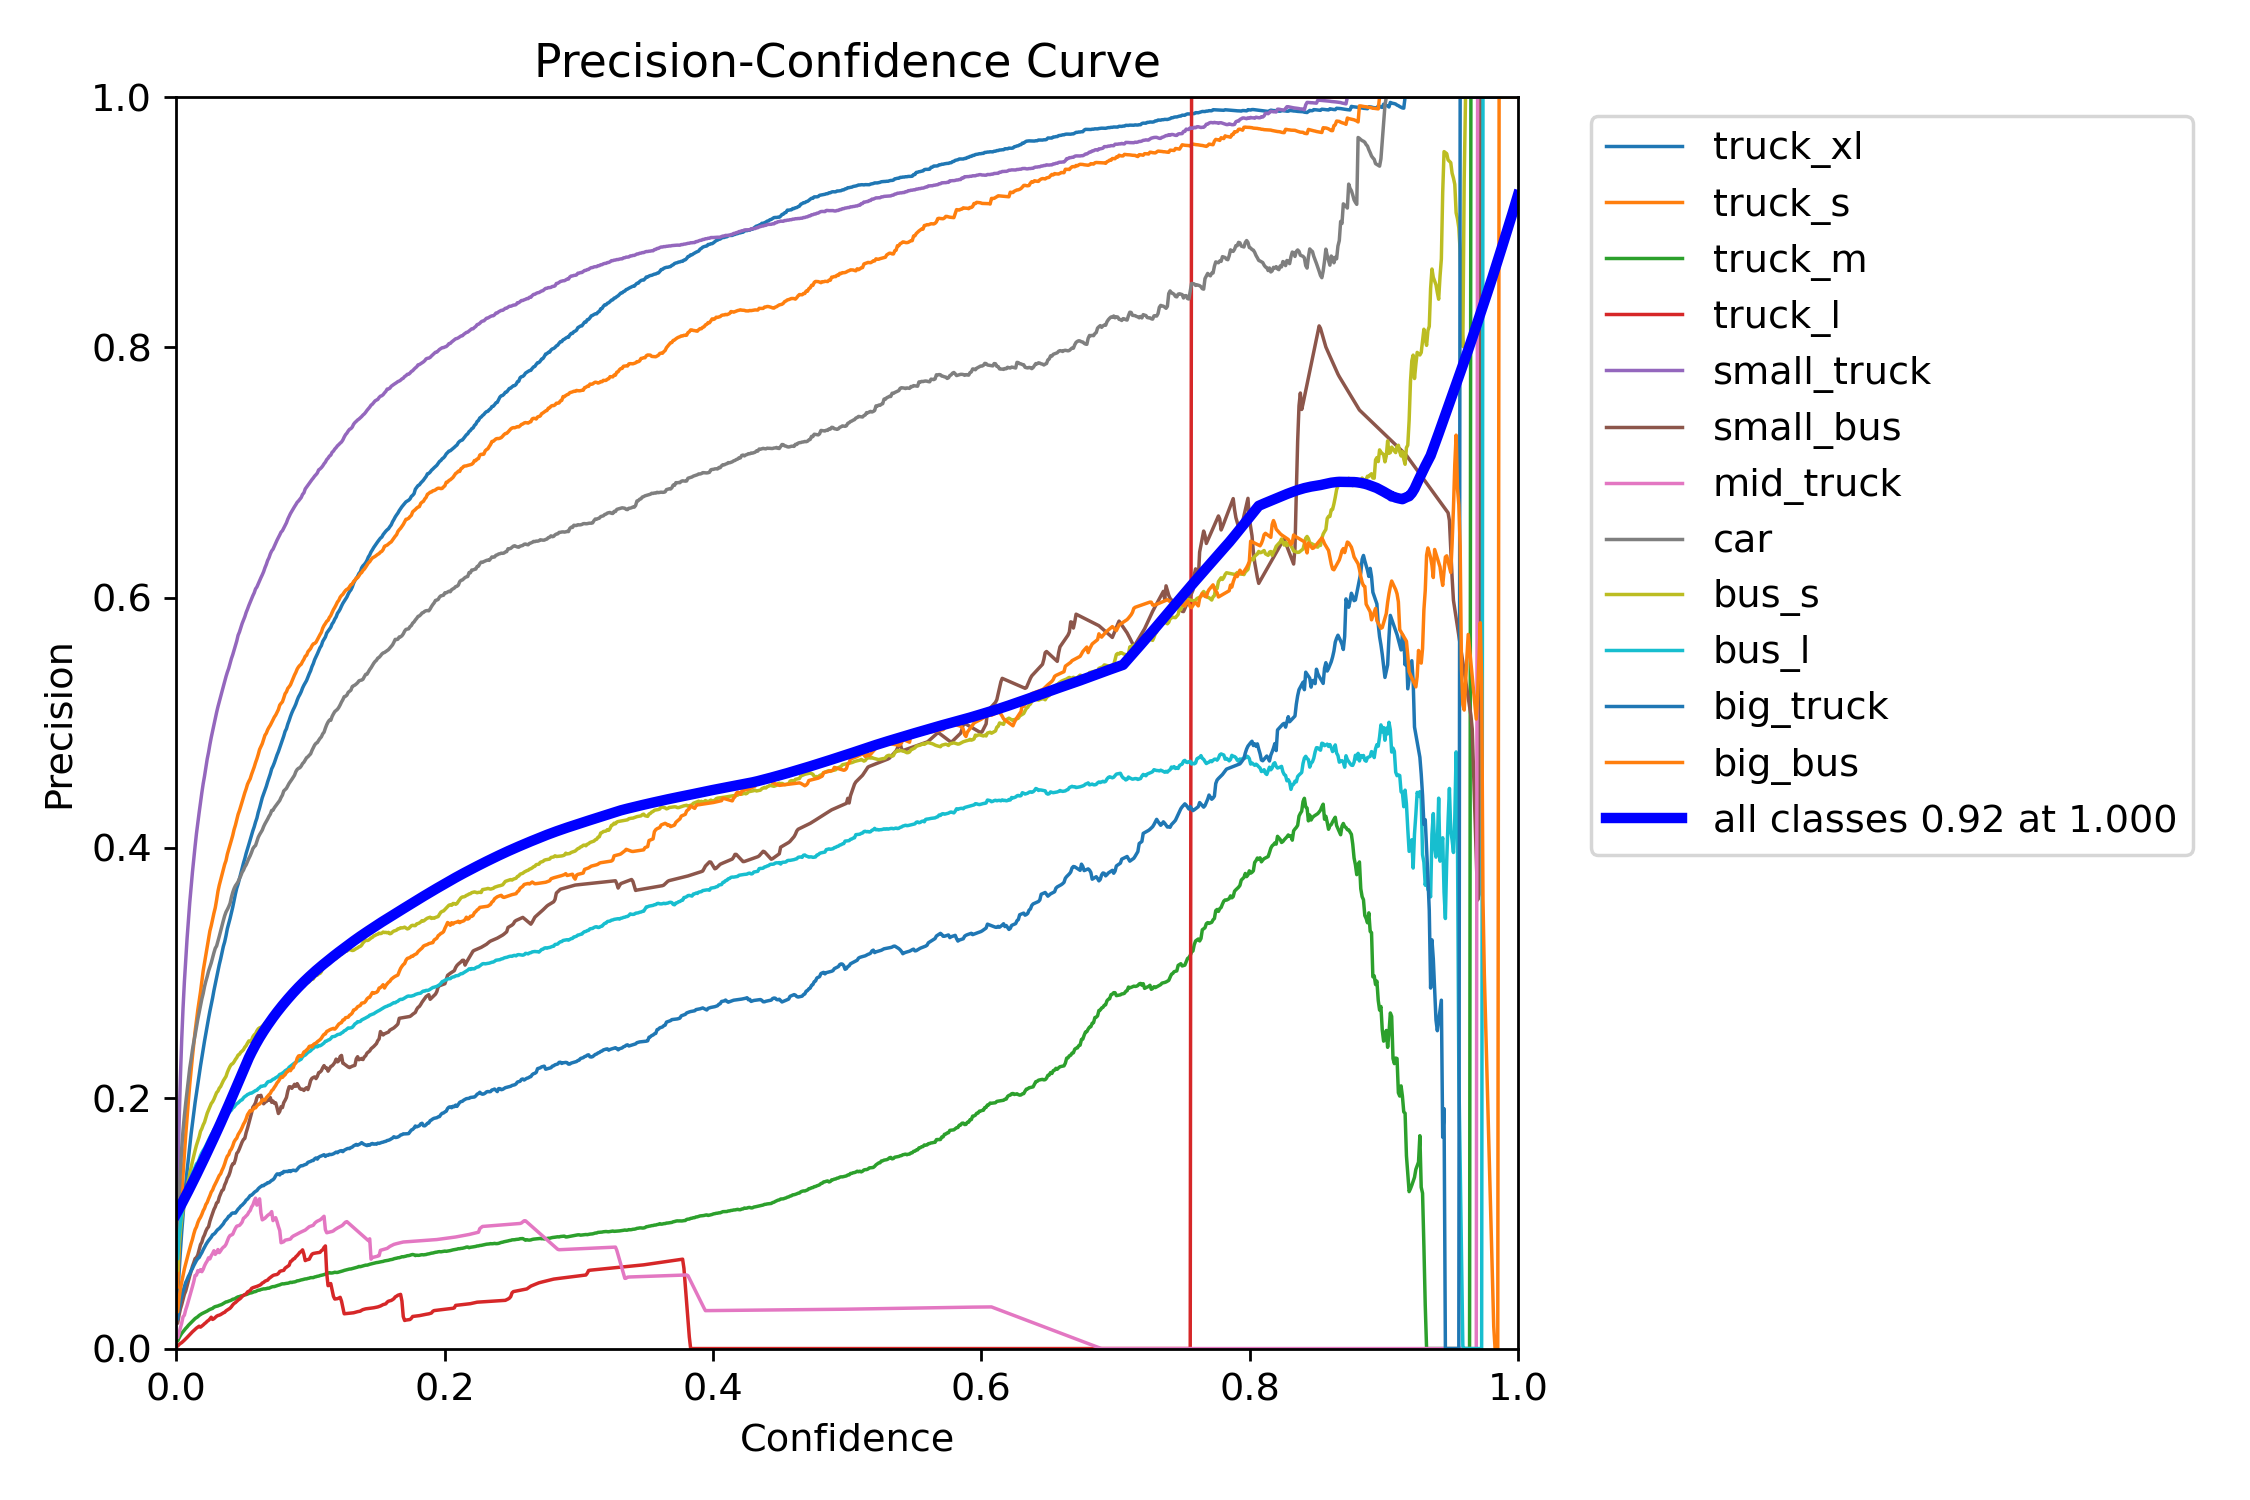 Precision-Confidence Curve
1.0
0.8
0.6
0.4
0.2
0.0
Precision
0.0 0.2 0.4 0.6 0.8 1.0
Confidence
truck_xl
truck_s
truck_m
truck_l
small_truck
small_bus
mid_truck
car
bus_s
bus_l
big_truck
big_bus
all classes 0.92 at 1.000